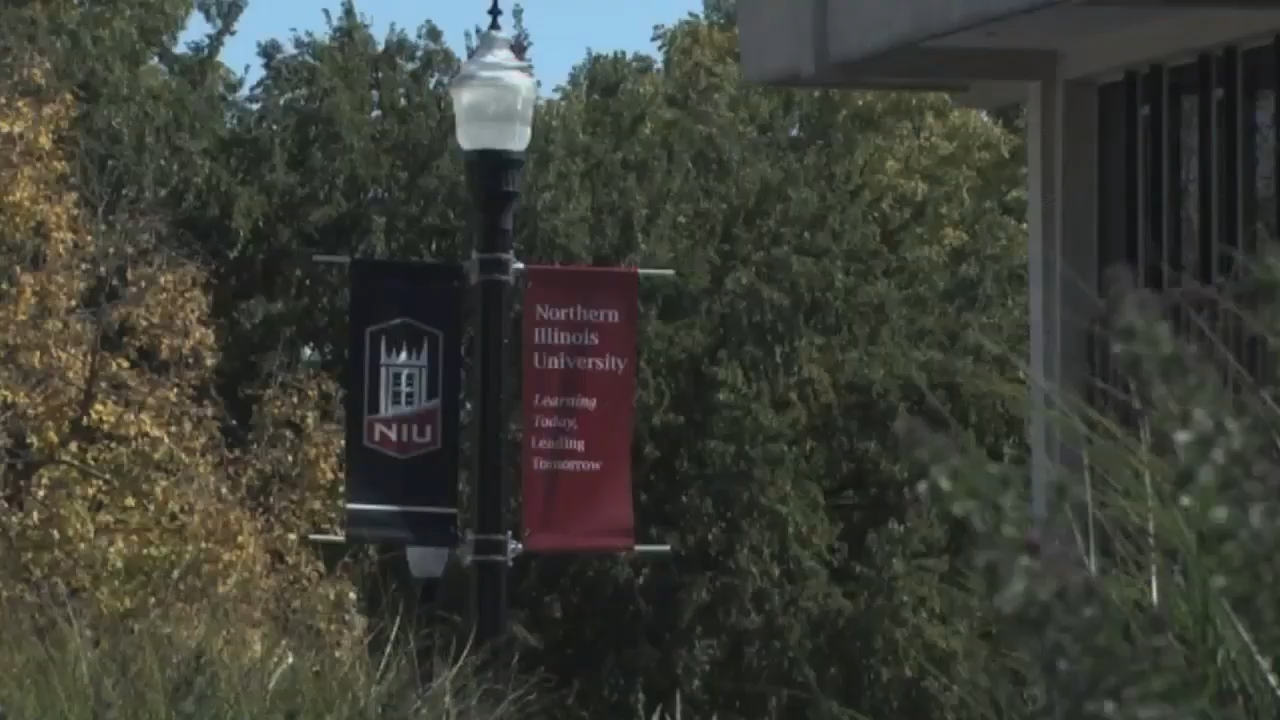 NIU
Northern
Illinois
University
Learning
Today,
Leading
Tomorrow